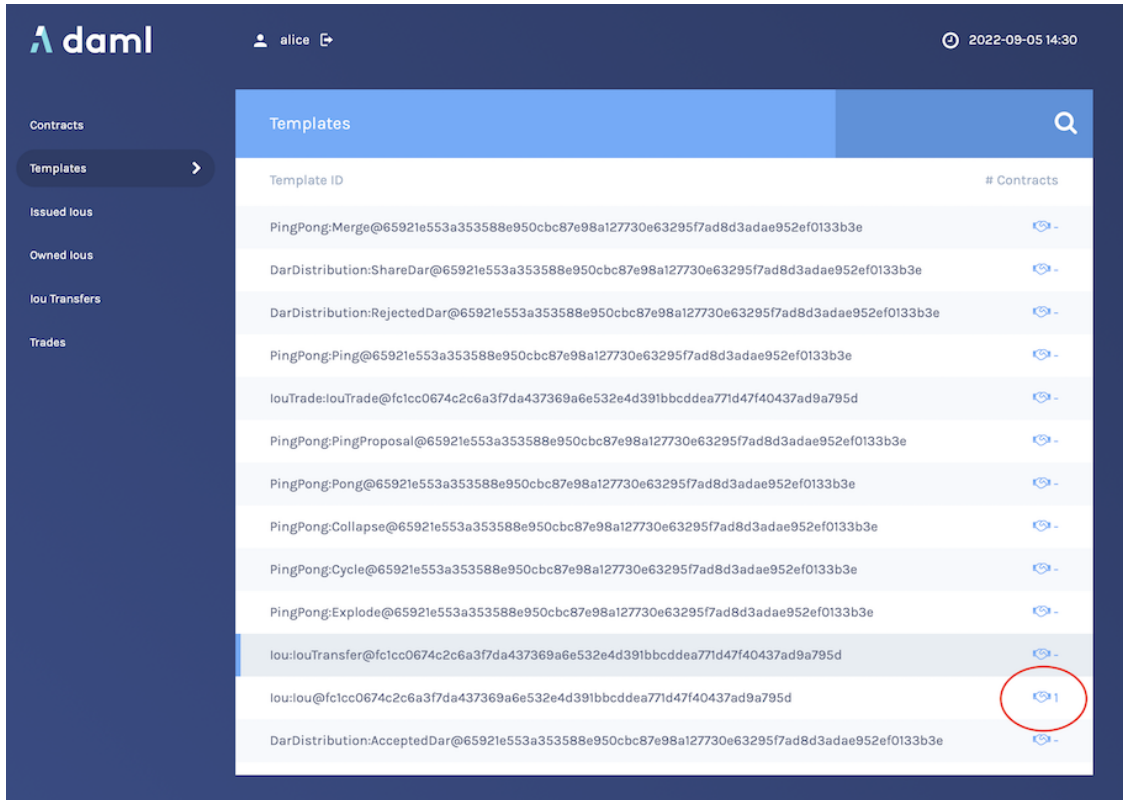 daml
alice
2022-09-05 14:30
Contracts
Templates
Issued Ious
Owned Ious
Iou Transfers
Trades
Templates
Template ID # Contracts
PingPong:Merge@65921e553a353588e950cbc87e98a127730e63295f7ad8d3adae952ef0133b3e -
DarDistribution:ShareDar@65921e553a353588e950cbc87e98a127730e63295f7ad8d3adae952ef0133b3e -
DarDistribution:RejectedDar@65921e553a353588e950cbc87e98a127730e63295f7ad8d3adae952ef0133b3e -
PingPong:Ping@65921e553a353588e950cbc87e98a127730e63295f7ad8d3adae952ef0133b3e -
IouTrade:IouTrade@fc1cc0674c2c6a3f7da437369a6e532e4d391bbcddea771d47f40437ad9a795d -
PingPong:PingProposal@65921e553a353588e950cbc87e98a127730e63295f7ad8d3adae952ef0133b3e -
PingPong:Pong@65921e553a353588e950cbc87e98a127730e63295f7ad8d3adae952ef0133b3e -
PingPong:Collapse@65921e553a353588e950cbc87e98a127730e63295f7ad8d3adae952ef0133b3e -
PingPong:Cycle@65921e553a353588e950cbc87e98a127730e63295f7ad8d3adae952ef0133b3e -
PingPong:Explode@65921e553a353588e950cbc87e98a127730e63295f7ad8d3adae952ef0133b3e -
Iou:IouTransfer@fc1cc0674c2c6a3f7da437369a6e532e4d391bbcddea771d47f40437ad9a795d -
Iou:Iou@fc1cc0674c2c6a3f7da437369a6e532e4d391bbcddea771d47f40437ad9a795d 1
DarDistribution:AcceptedDar@65921e553a353588e950cbc87e98a127730e63295f7ad8d3adae952ef0133b3e -